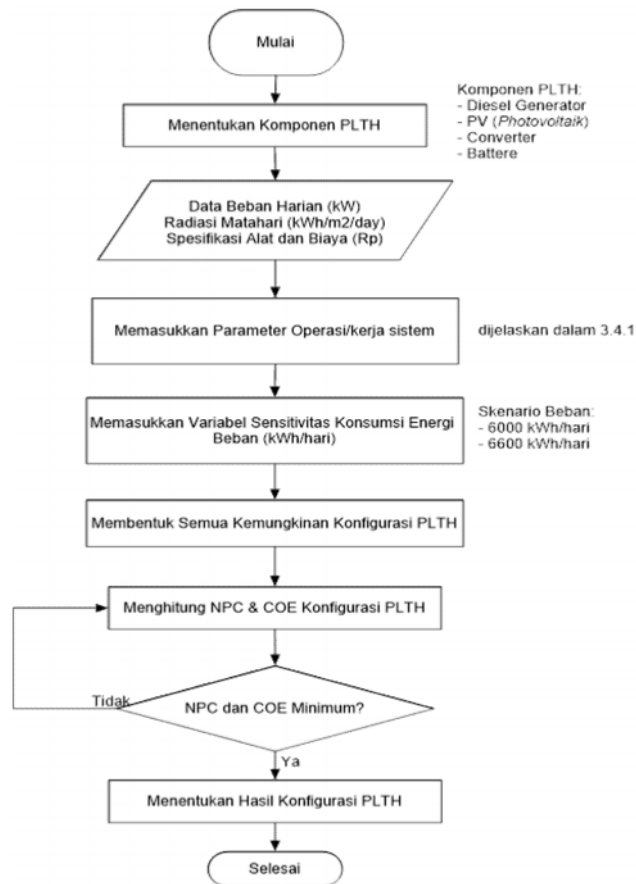 Mulai
Menentukan Komponen PLTH
Komponen PLTH:
- Diesel Generator
- PV (Photovoltaik)
- Converter
- Battere
Data Beban Harian (kW)
Radiasi Matahari (kWh/m2/day)
Spesifikasi Alat dan Biaya (Rp)
Memasukkan Parameter Operasi/kerja sistem
dijelaskan dalam 3.4.1
Memasukkan Variabel Sensitivitas Konsumsi Energi
Beban (kWh/hari)
Skenario Beban:
- 6000 kWh/hari
- 6600 kWh/hari
Membentuk Semua Kemungkinan Konfigurasi PLTH
Menghitung NPC & COE Konfigurasi PLTH
Tidak
NPC dan COE Minimum?
Ya
Menentukan Hasil Konfigurasi PLTH
Selesai